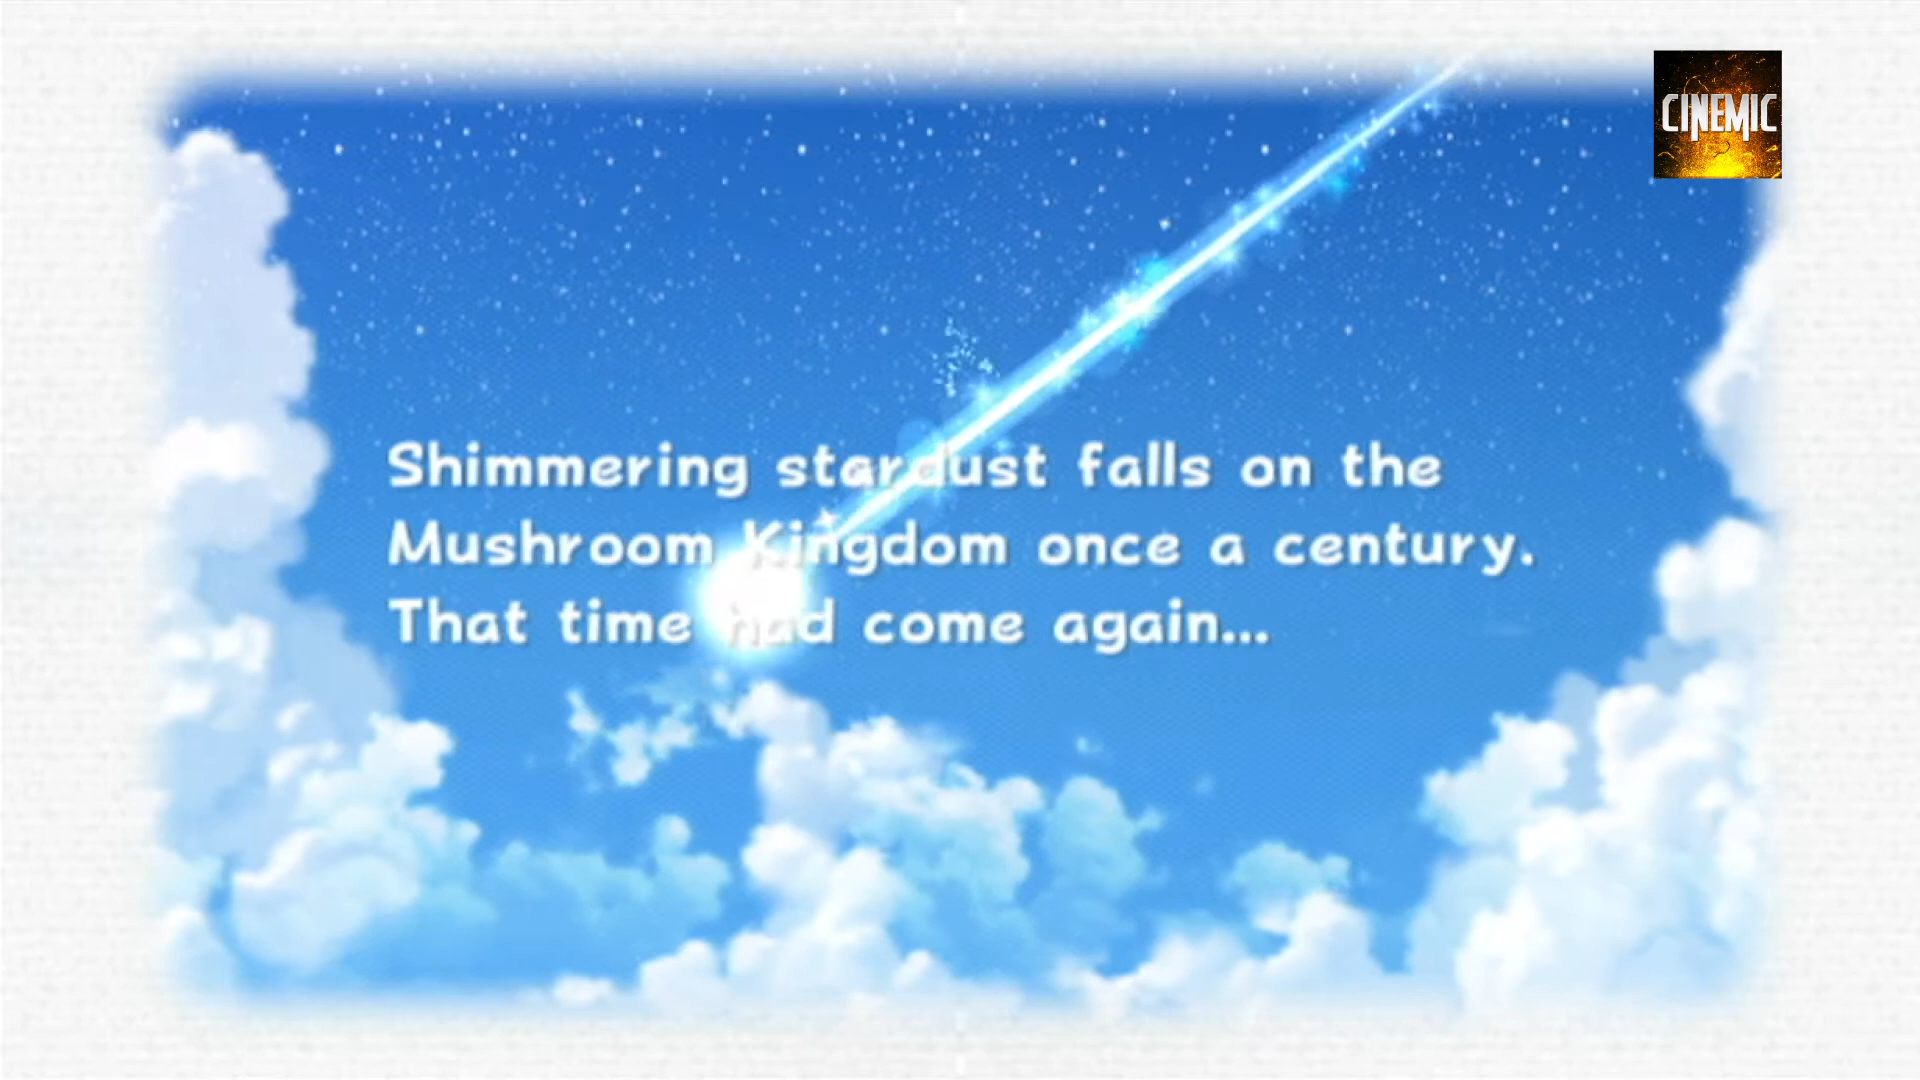 CINEMIC
Shimmering stardust falls on the
Mushroom Kingdom once a century.
That time had come again...